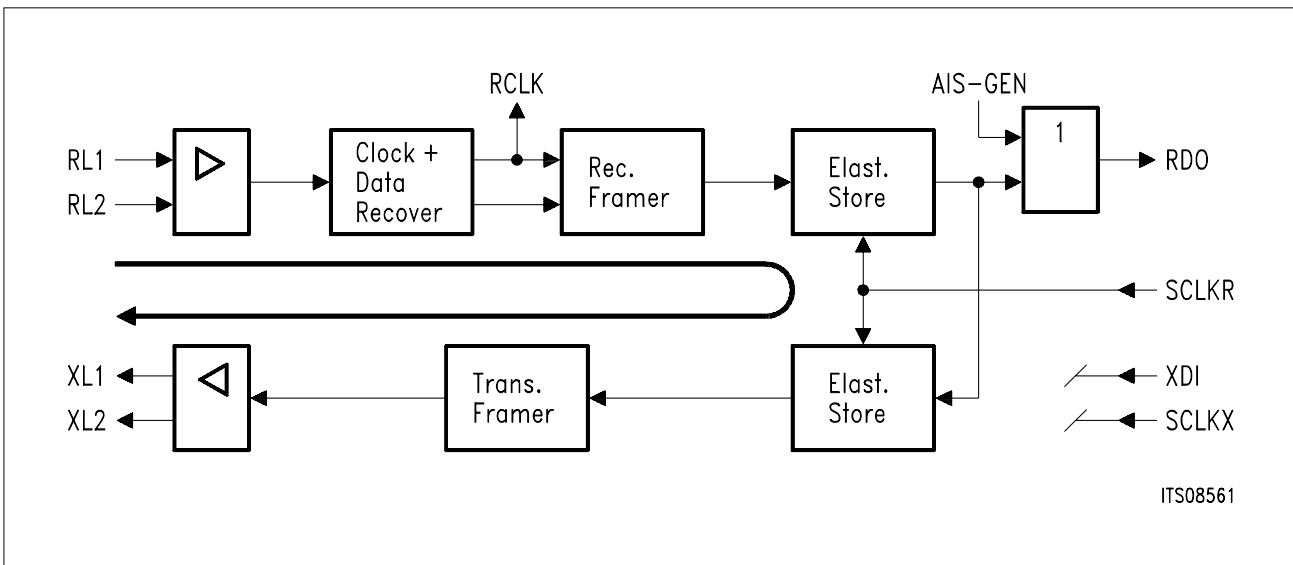 RCLK
AIS-GEN
RL1
RL2
Clock +
Data
Recover
Rec.
Framer
Elast.
Store
1
RDO
SCLKR
XL1
XL2
Trans.
Framer
Elast.
Store
XDI
SCLKX
ITS08561